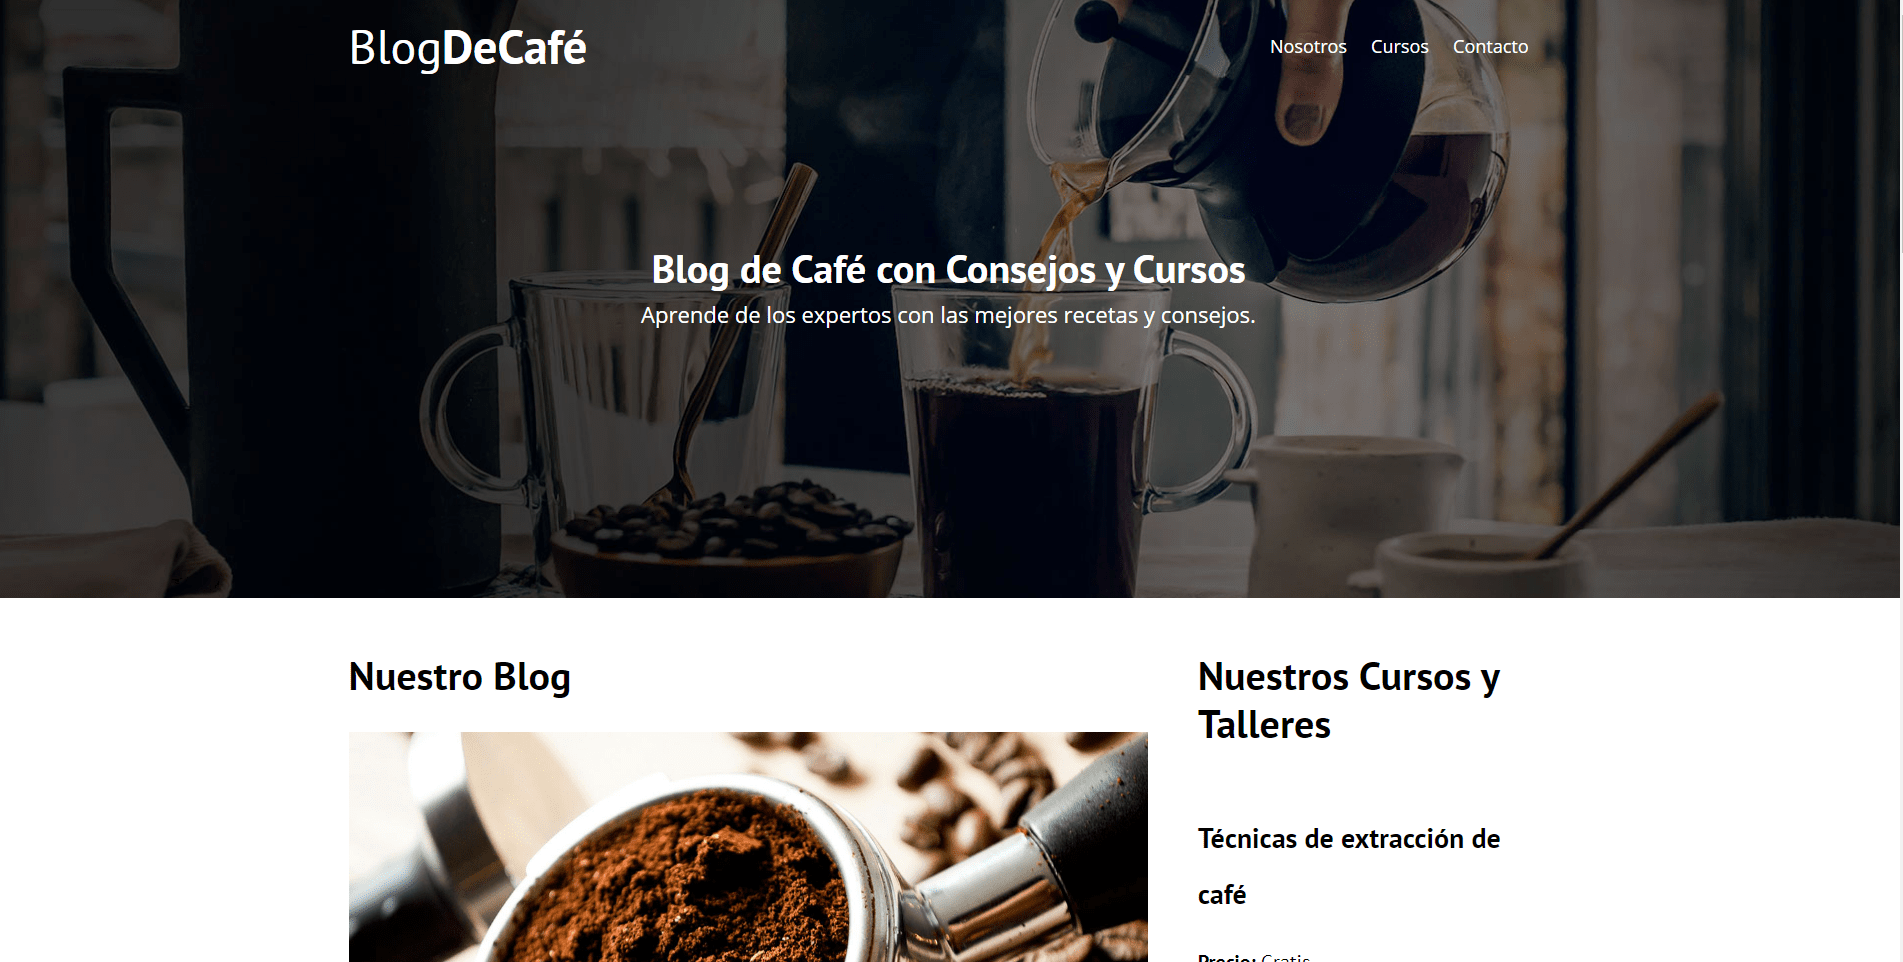 BlogDeCafé
Nosotros Cursos Contacto
Blog de Café con Consejos y Cursos
Aprende de los expertos con las mejores recetas y consejos.
Nuestro Blog
Nuestros Cursos y
Talleres
Técnicas de extracción de
café
Precio: Gratis